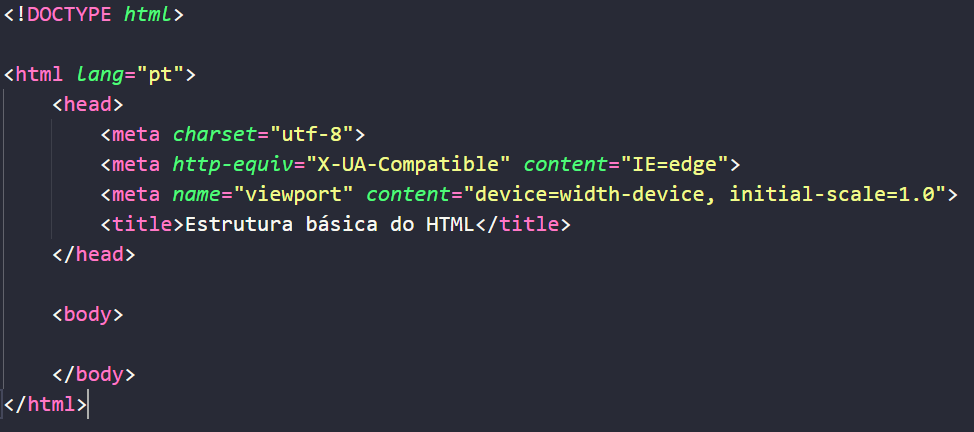 <!DOCTYPE html>
<html lang="pt">
<head>
<meta charset="utf-8">
<meta http-equiv="X-UA-Compatible" content="IE=edge">
<meta name="viewport" content="device=width-device, initial-scale=1.0">
<title>Estrutura básica do HTML</title>
</head>
<body>
</body>
</html>